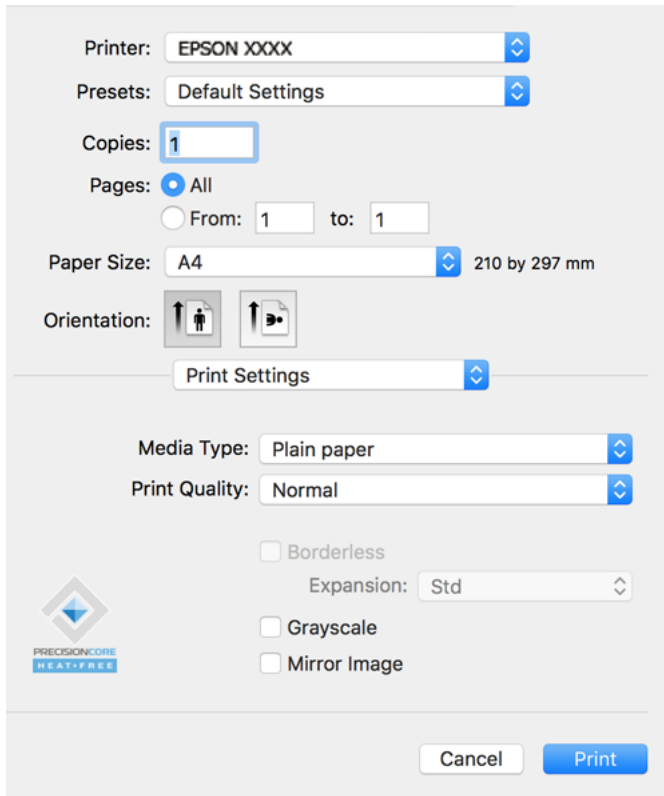 Printer: EPSON XXXX
Presets: Default Settings
Copies: 1
Pages: All
From: 1 to: 1
Paper Size: A4 210 by 297 mm
Orientation:
Print Settings
Media Type: Plain paper
Print Quality: Normal
Borderless
Expansion: Std
Grayscale
PRECISIONCORE
HEAT•FREE
Mirror Image
Cancel Print